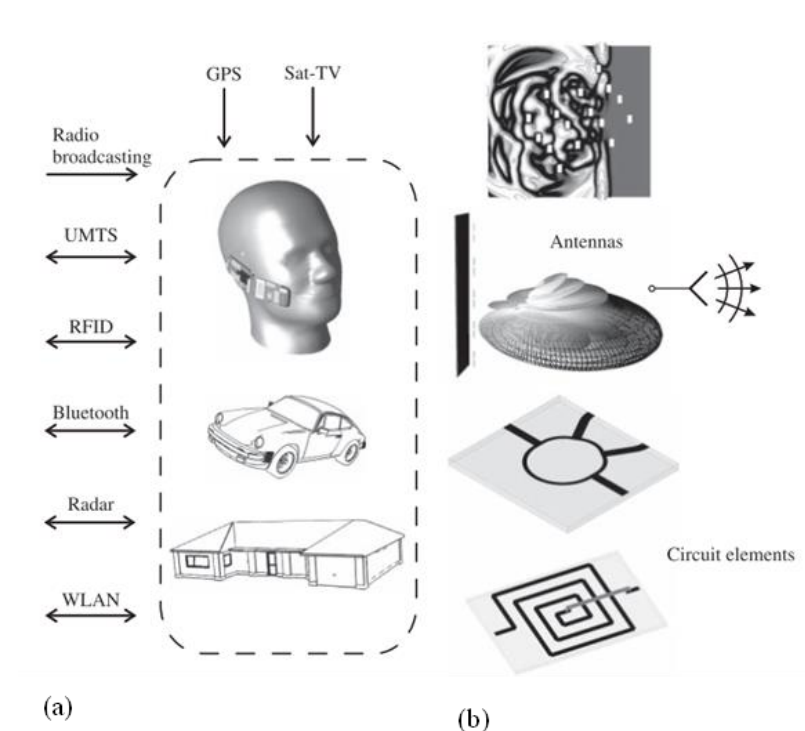 GPS
Sat-TV
Radio
broadcasting
UMTS
RFID
Bluetooth
Radar
WLAN
(a)
Antennas
Circuit elements
(b)